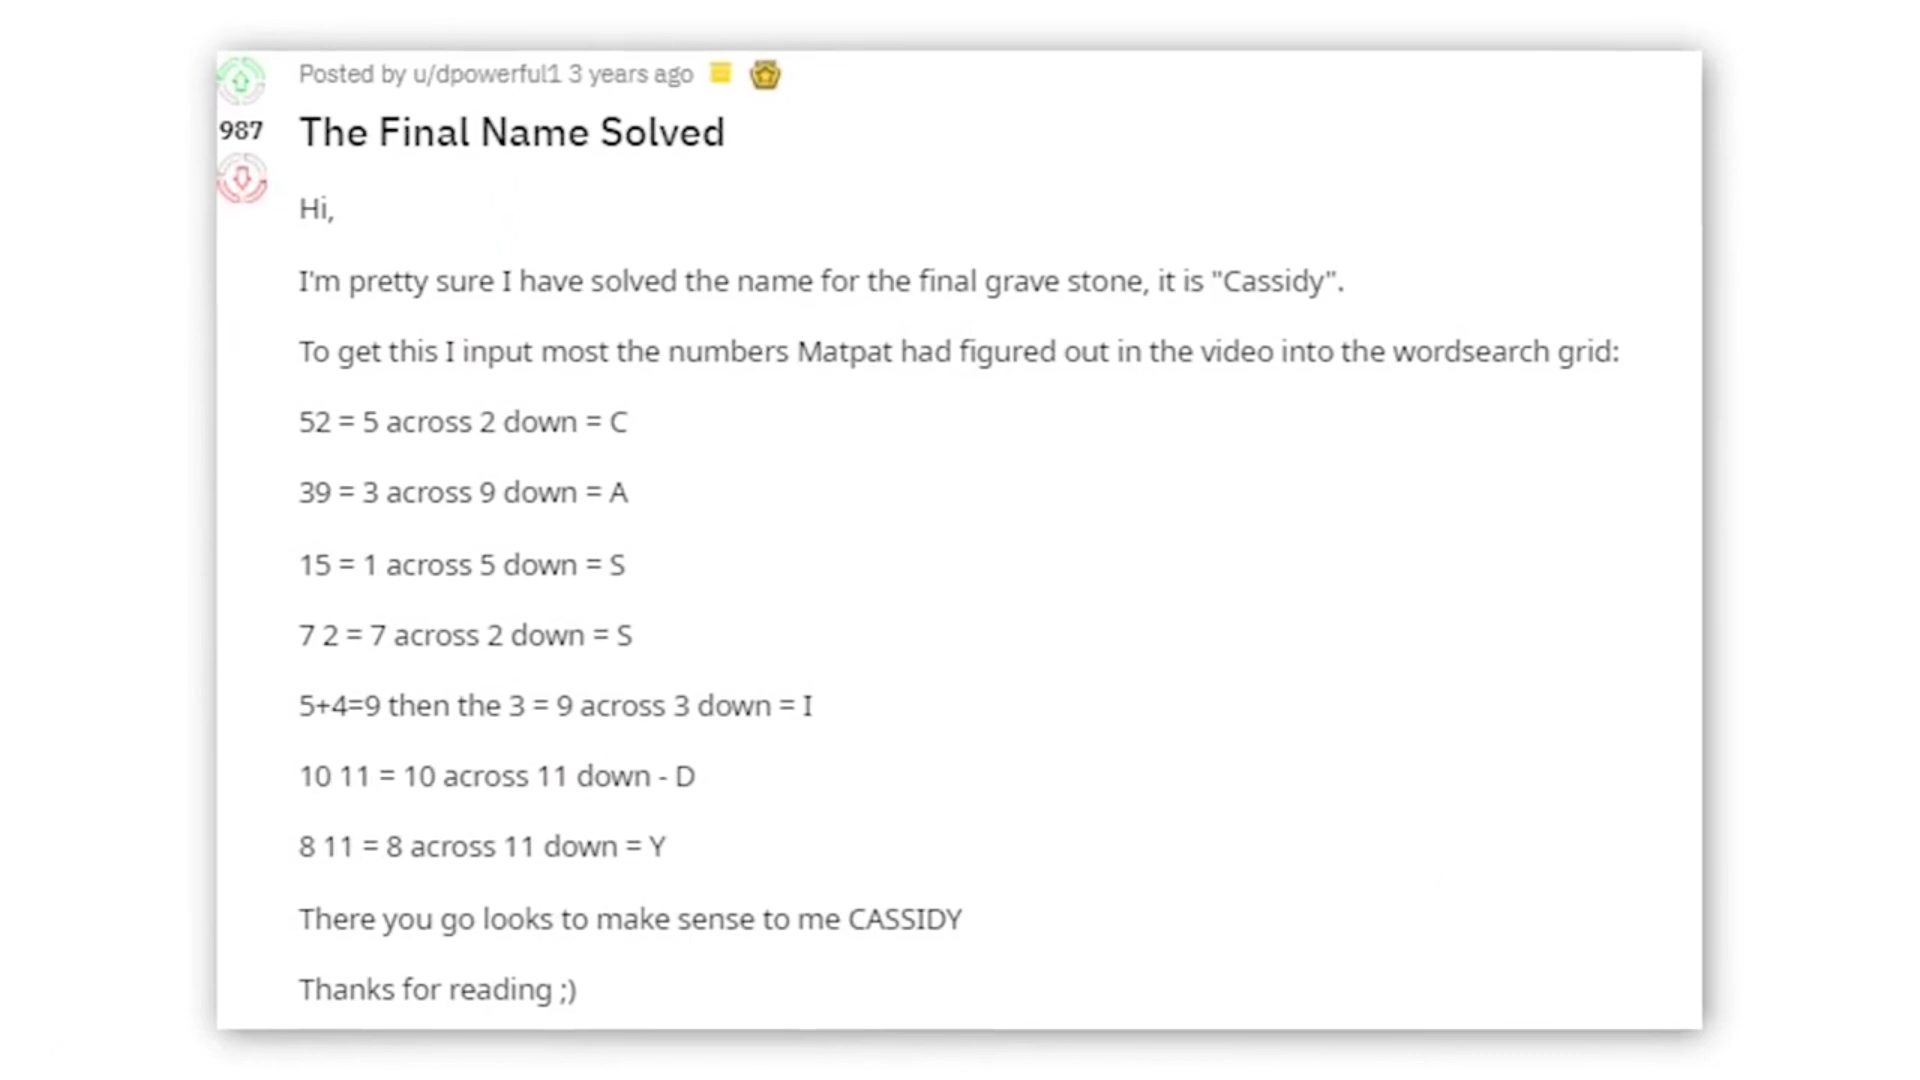 Posted by u/dpowerful1 3 years ago
987
The Final Name Solved
Hi,
I'm pretty sure I have solved the name for the final grave stone, it is "Cassidy".
To get this I input most the numbers Matpat had figured out in the video into the wordsearch grid:
52 = 5 across 2 down = C
39 = 3 across 9 down = A
15 = 1 across 5 down = S
7 2 = 7 across 2 down = S
5+4=9 then the 3 = 9 across 3 down = I
10 11 = 10 across 11 down - D
8 11 = 8 across 11 down = Y
There you go looks to make sense to me CASSIDY
Thanks for reading ;)